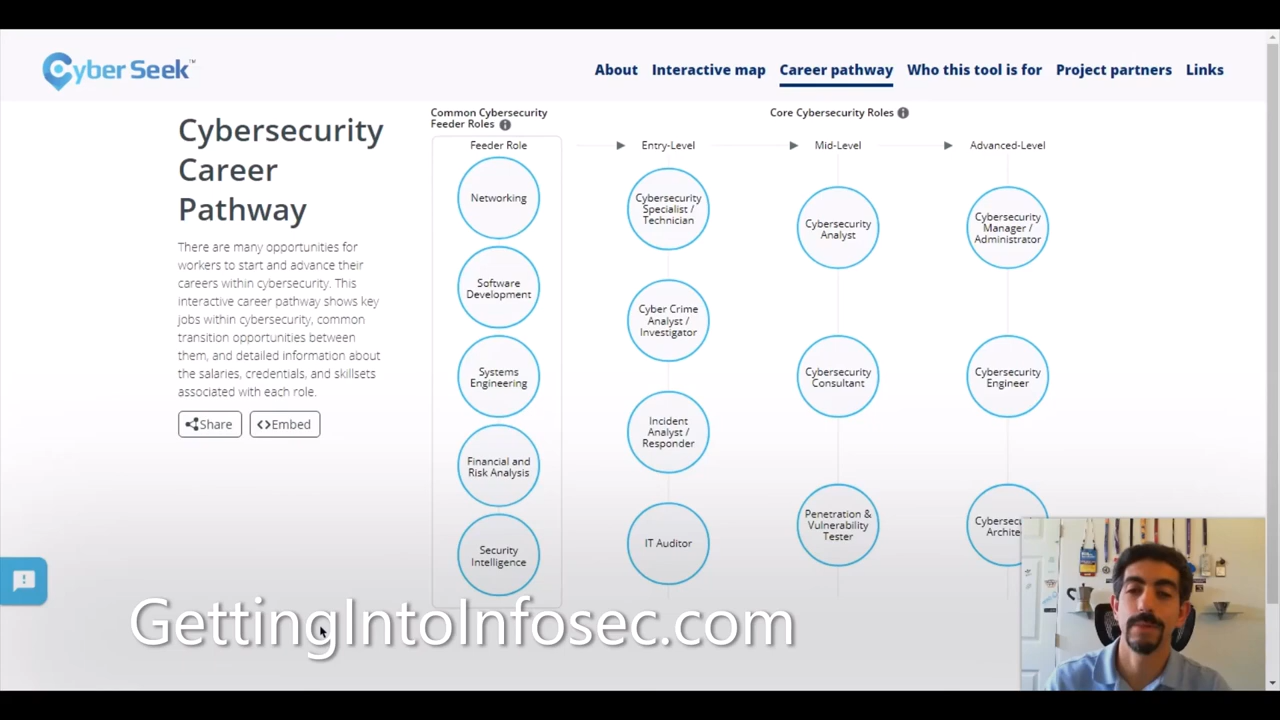 Cyber Seek™
About
Interactive map
Career pathway
Who this tool is for
Project partners
Links
Cybersecurity
Career
Pathway
There are many opportunities for
workers to start and advance their
careers within cybersecurity. This
interactive career pathway shows key
jobs within cybersecurity, common
transition opportunities between
them, and detailed information about
the salaries, credentials, and skillsets
associated with each role.
Share
Embed
Common Cybersecurity
Feeder Roles
Feeder Role
Networking
Software
Development
Systems
Engineering
Financial and
Risk Analysis
Security
Intelligence
Core Cybersecurity Roles
Entry-Level
Cybersecurity
Specialist /
Technician
Cyber Crime
Analyst /
Investigator
Incident
Analyst /
Responder
IT Auditor
Mid-Level
Cybersecurity
Analyst
Cybersecurity
Consultant
Penetration &
Vulnerability
Tester
Advanced-Level
Cybersecurity
Manager /
Administrator
Cybersecurity
Engineer
GettingIntoInfosec.com